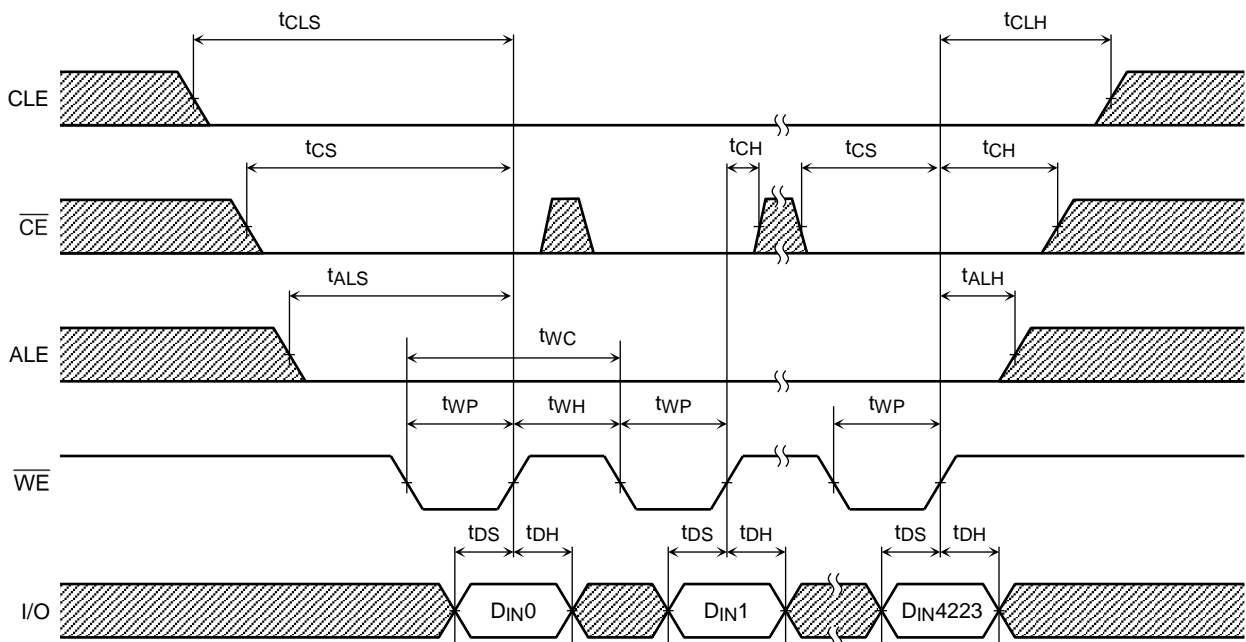 tCLS tCLH
CLE
tCS tCH tCS tCH
CE
tALS tALH
ALE
tWC
tWP tWH tWP tWP
WE
tDS tDH tDS tDH tDS tDH
I/O DIN0 DIN1 DIN4223